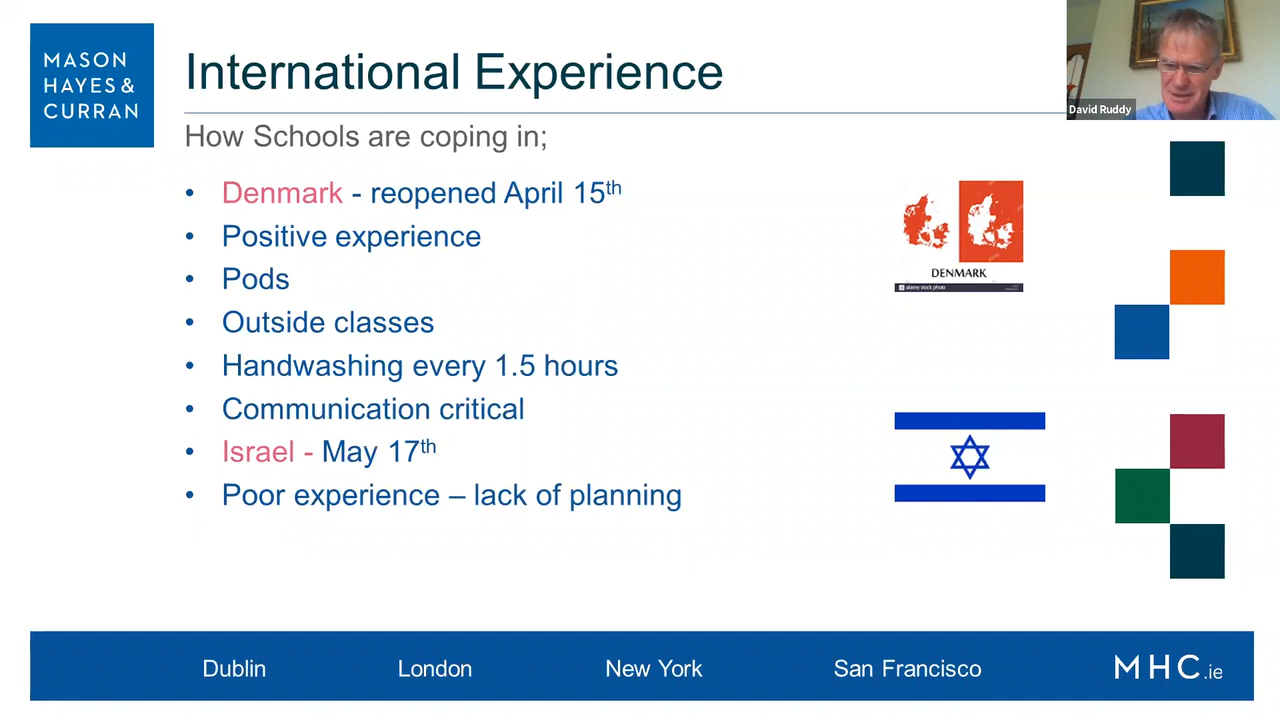 MASON
HAYES &
CURRAN
International Experience
David Ruddy
How Schools are coping in;
• Denmark - reopened April 15th
• Positive experience
• Pods
• Outside classes
• Handwashing every 1.5 hours
• Communication critical
• Israel - May 17th
• Poor experience – lack of planning
DENMARK
alamy stock photo
Dublin London New York San Francisco MHC.ie